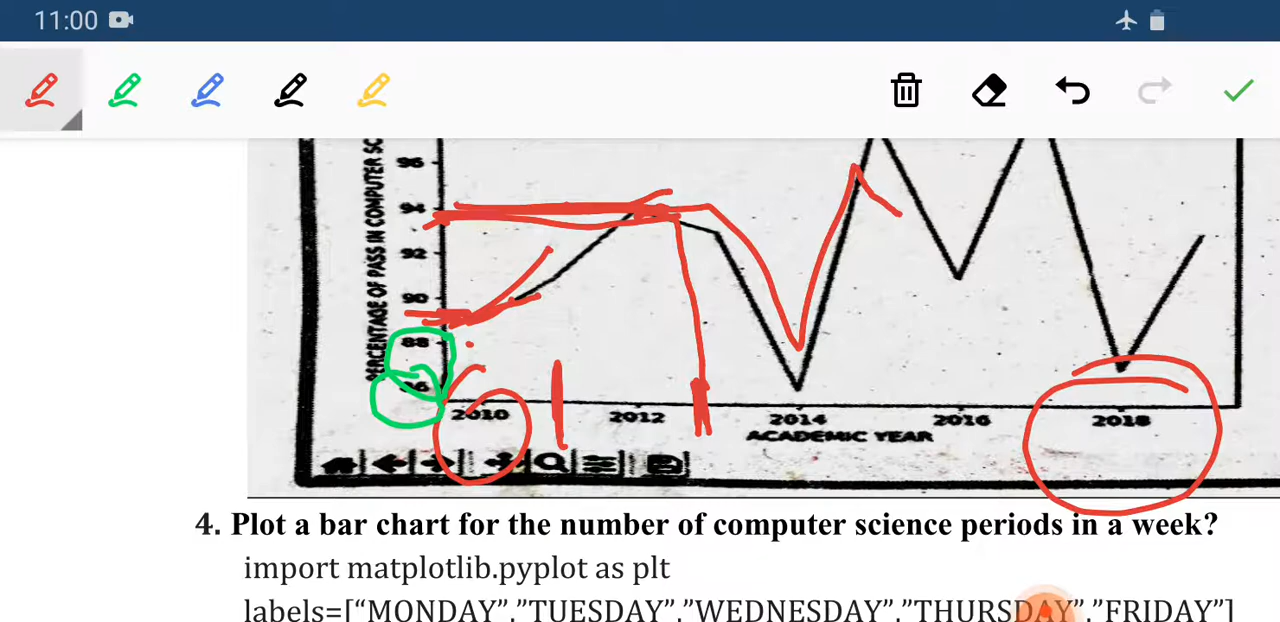 11:00
PERCENTAGE OF PASS IN COMPUTER SC
96
94
92
90
88
86
2010 2012 2014 2016 2018
ACADEMIC YEAR
4. Plot a bar chart for the number of computer science periods in a week?
import matplotlib.pyplot as plt
labels=[“MONDAY”,”TUESDAY”,”WEDNESDAY”,”THURSDAY”,”FRIDAY”]